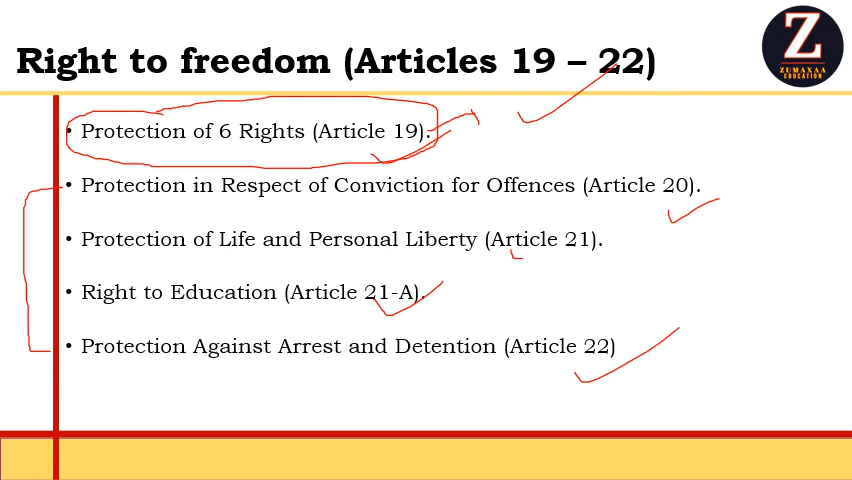 Right to freedom (Articles 19 – 22)
Z
ZUMAXAA
EDUCATION
• Protection of 6 Rights (Article 19).
• Protection in Respect of Conviction for Offences (Article 20).
• Protection of Life and Personal Liberty (Article 21).
• Right to Education (Article 21-A).
• Protection Against Arrest and Detention (Article 22)